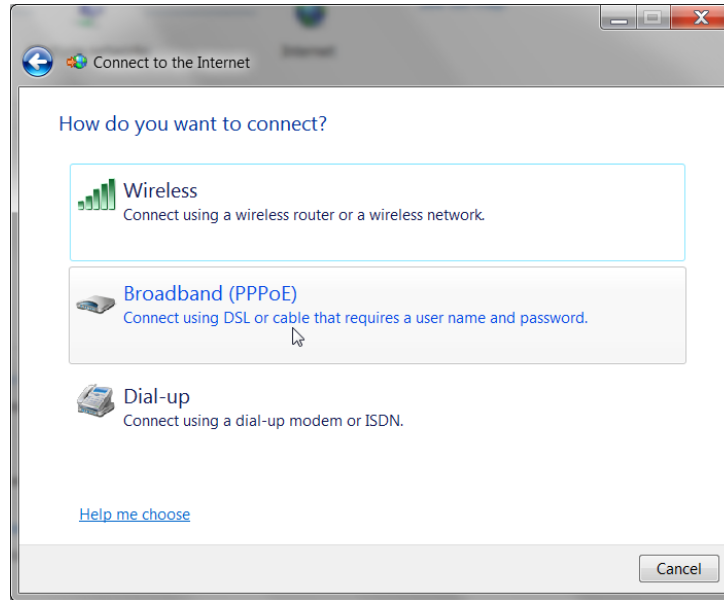 Connect to the Internet
How do you want to connect?
Wireless
Connect using a wireless router or a wireless network.
Broadband (PPPoE)
Connect using DSL or cable that requires a user name and password.
Dial-up
Connect using a dial-up modem or ISDN.
Help me choose
Cancel